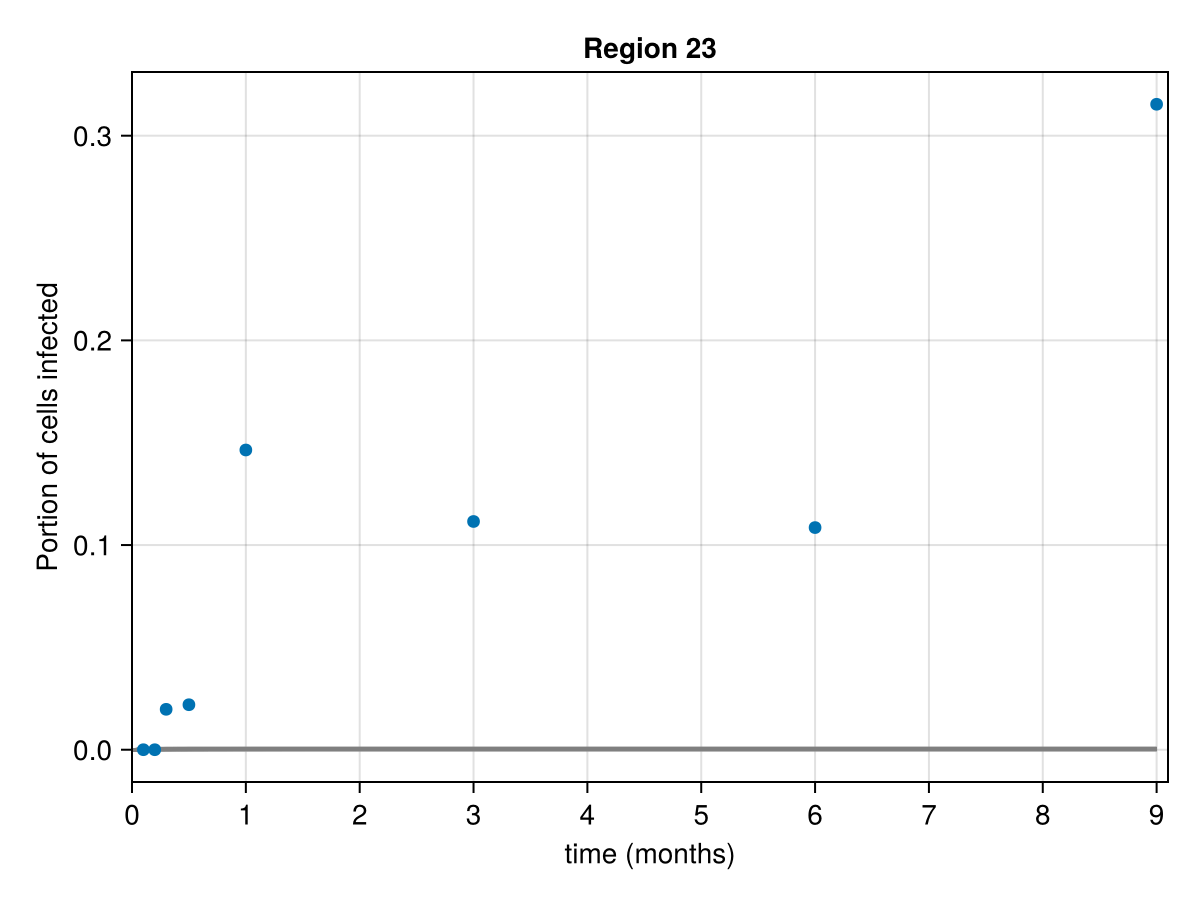 Region 23
Portion of cells infected
0.3
0.2
0.1
0.0
0 1 2 3 4 5 6 7 8 9
time (months)